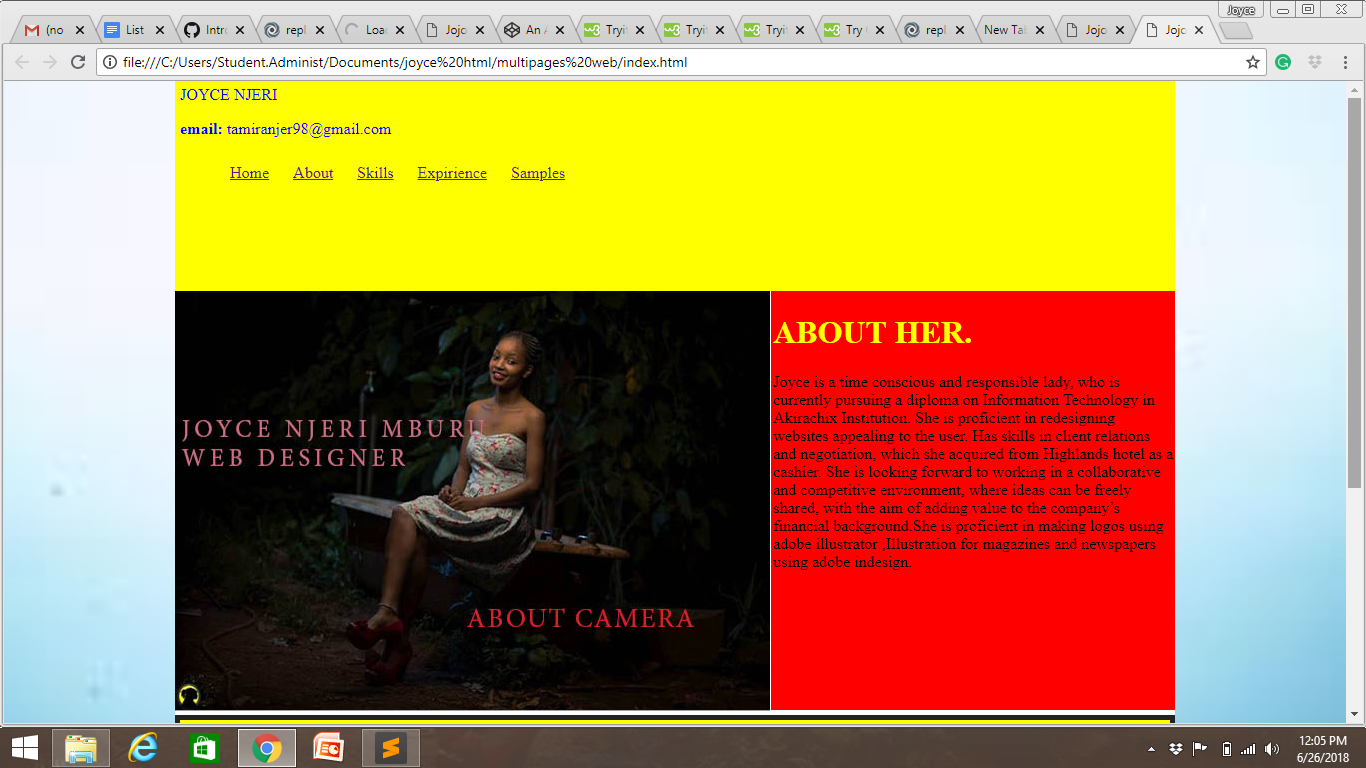 Joyce
(no
List
Intro
repl
Loa
Jojo
An A
Tryi
Tryi
Tryi
Try
repl
New Ta
Jojo
Jojo
file:///C:/Users/Student.Administ/Documents/joyce%20html/multipages%20web/index.html
JOYCE NJERI
email: tamiranjer98@gmail.com
Home About Skills Expirience Samples
JOYCE NJERI MBURU
WEB DESIGNER
ABOUT CAMERA
ABOUT HER.
Joyce is a time conscious and responsible lady, who is
currently pursuing a diploma on Information Technology in
Akirachix Institution. She is proficient in redesigning
websites appealing to the user. Has skills in client relations
and negotiation, which she acquired from Highlands hotel as a
cashier. She is looking forward to working in a collaborative
and competitive environment, where ideas can be freely
shared, with the aim of adding value to the company’s
financial background.She is proficient in making logos using
adobe illustrator ,Illustration for magazines and newspapers
using adobe indesign.
12:05 PM
6/26/2018